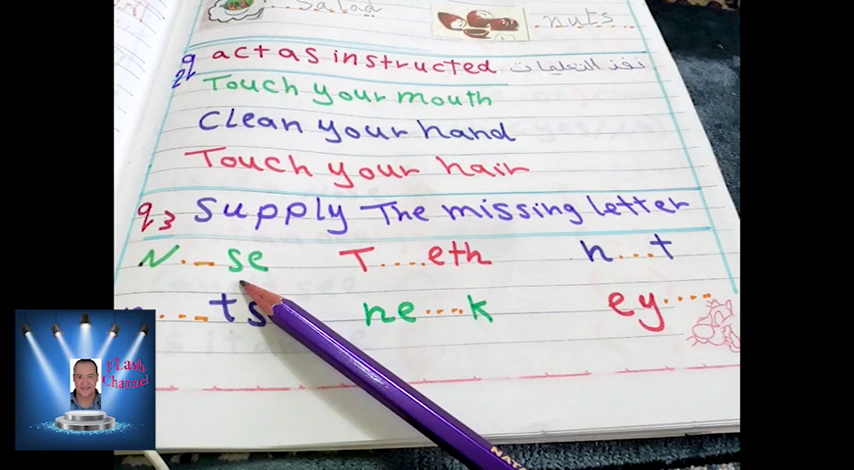 ....Salad ......nuts
q2 act as instructed نفذ التعليمات
Touch your mouth
Clean your hand
Touch your hair
q3 Supply The missing letter
N...se T....eth h...t
....ts ne...k ey....
FLash Channel
NAT